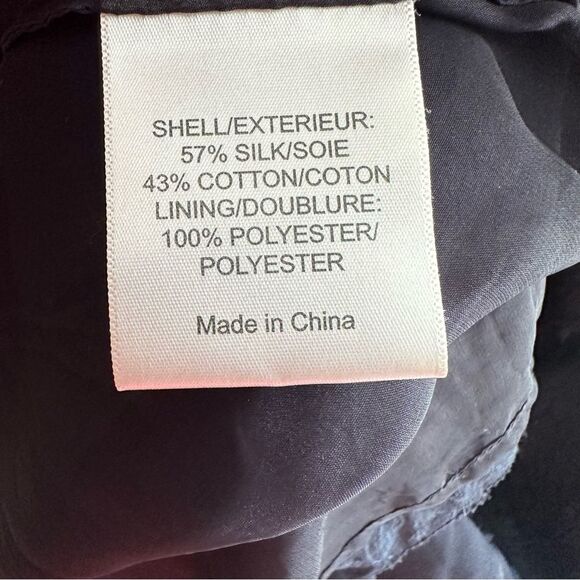 SHELL/EXTERIEUR:
57% SILK/SOIE
43% COTTON/COTON
LINING/DOUBLURE:
100% POLYESTER/
POLYESTER
Made in China